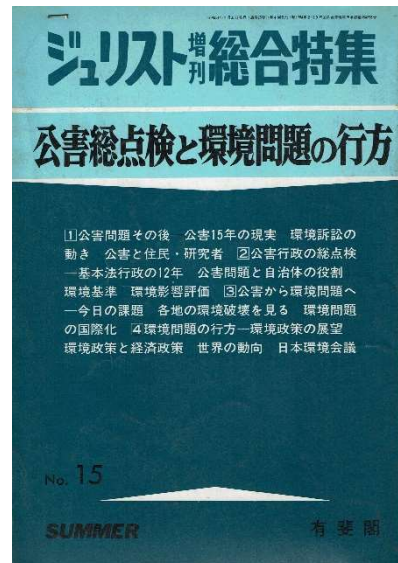 ジュリスト増刊総合特集
公害総点検と環境問題の行方
1公害問題その後 公害15年の現実 環境訴訟の
動き 公害と住民・研究者 2公害行政の総点検
―基本法行政の12年 公害問題と自治体の役割
環境基準 環境影響評価 3公害から環境問題へ
―今日の課題 各地の環境破壊を見る 環境問題
の国際化 4環境問題の行方―環境政策の展望
環境政策と経済政策 世界の動向 日本環境会議
No. 15
SUMMER 有斐閣